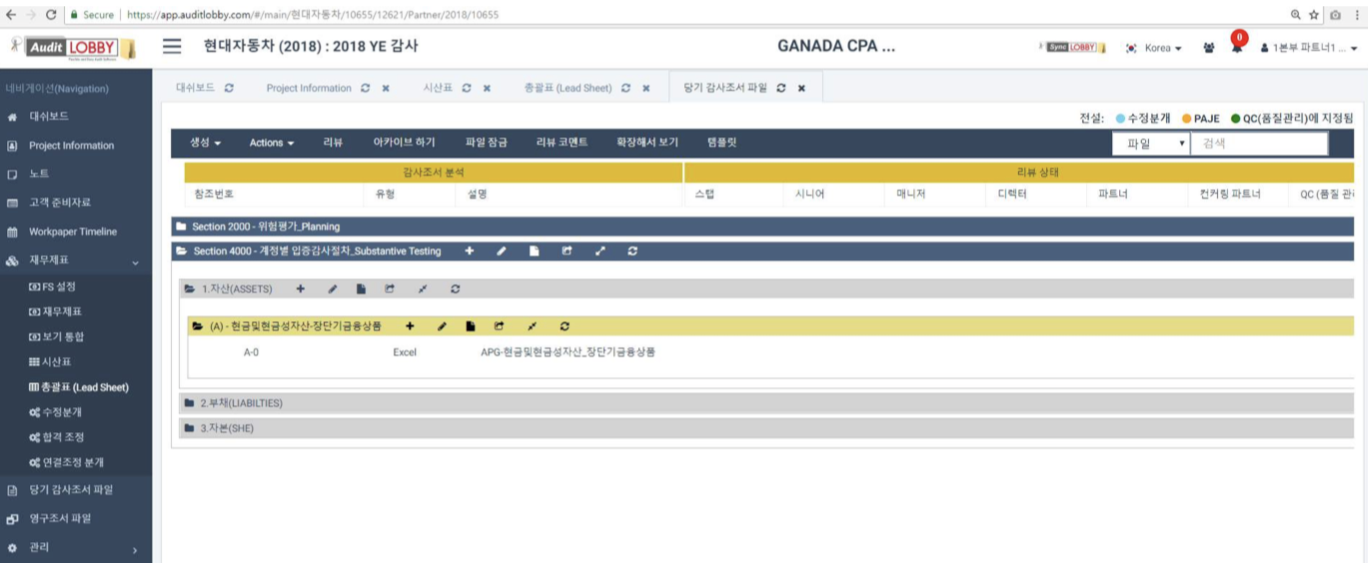 Secure https://app.auditlobby.com/#/main/현대자동차/10655/12621/Partner/2018/10655
Audit LOBBY 현대자동차 (2018) : 2018 YE 감사 GANADA CPA ... Sync LOBBY Korea 0 1본부 파트너1 ...
네비게이션(Navigation)
대쉬보드 Project Information 시산표 총괄표 (Lead Sheet) 당기 감사조서 파일
대쉬보드
Project Information
노트
고객 준비자료
Workpaper Timeline
재무제표
FS 설정
재무제표
보기 통합
시산표
총괄표 (Lead Sheet)
수정분개
합격 조정
연결조정 분개
당기 감사조서 파일
영구조서 파일
관리
전설: 수정분개 PAJE QC(품질관리)에 지정됨
생성 Actions 리뷰 아카이브 하기 파일 잠금 리뷰 코멘트 확장해서 보기 템플릿 파일 검색
감사조서 분석 리뷰 상태
참조번호 유형 설명 스탭 시니어 매니저 디렉터 파트너 컨커링 파트너 QC (품질 관
Section 2000 - 위험평가_Planning
Section 4000 - 계정별 입증감사절차_Substantive Testing
1.자산(ASSETS)
(A) - 현금및현금성자산-장단기금융상품
A-0 Excel APG-현금및현금성자산_장단기금융상품
2.부채(LIABILTIES)
3.자본(SHE)